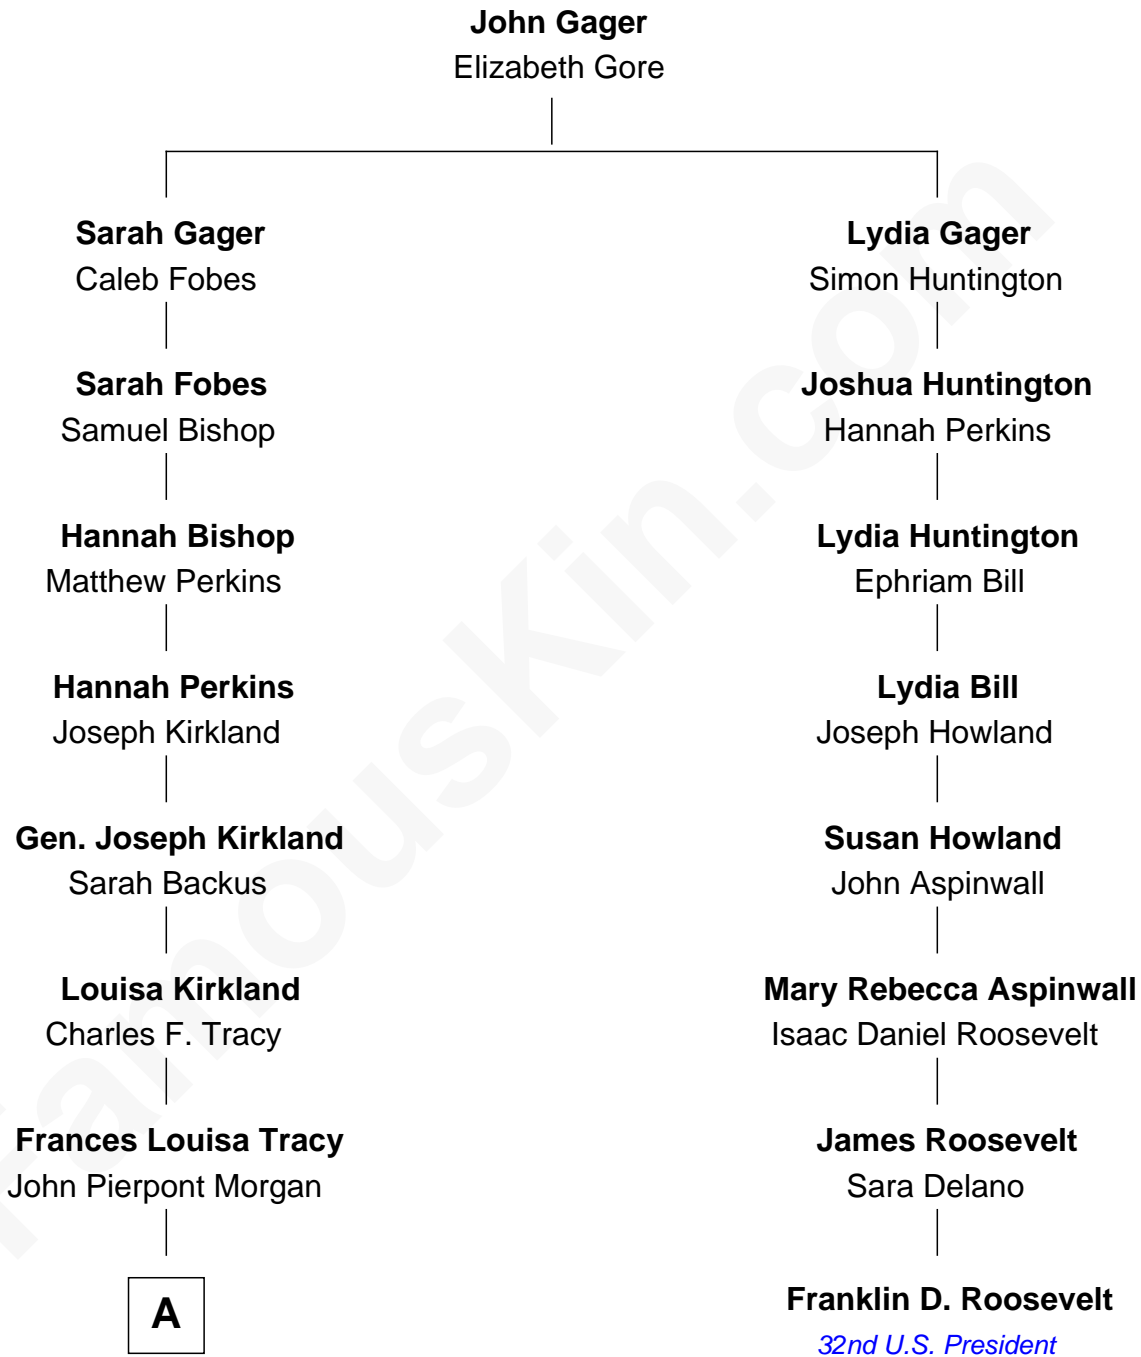 John Gager
Elizabeth Gore
Sarah Gager
Caleb Fobes
Lydia Gager
Simon Huntington
Sarah Fobes
Samuel Bishop
Joshua Huntington
Hannah Perkins
Hannah Bishop
Matthew Perkins
Lydia Huntington
Ephriam Bill
Hannah Perkins
Joseph Kirkland
Lydia Bill
Joseph Howland
Gen. Joseph Kirkland
Sarah Backus
Susan Howland
John Aspinwall
Louisa Kirkland
Charles F. Tracy
Mary Rebecca Aspinwall
Isaac Daniel Roosevelt
Frances Louisa Tracy
John Pierpont Morgan
James Roosevelt
Sara Delano
A
Franklin D. Roosevelt
32nd U.S. President
FamousKin.com